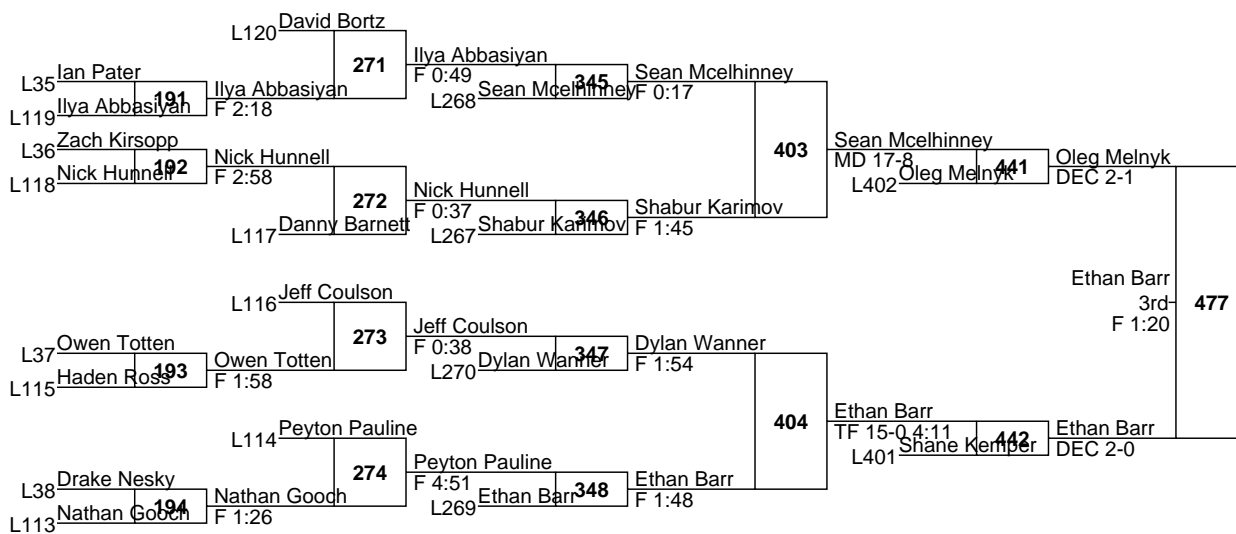 L120 David Bortz
271
Ilya Abbasiyan
F 0:49
L35 Ian Pater
191
L119 Ilya Abbasiyan
Ilya Abbasiyan
F 2:18
345
L268 Sean Mcelhinney
Sean Mcelhinney
F 0:17
L36 Zach Kirsopp
192
L118 Nick Hunnell
Nick Hunnell
F 2:58
272
L117 Danny Barnett
Nick Hunnell
F 0:37
346
L267 Shabur Karimov
Shabur Karimov
F 1:45
403
Sean Mcelhinney
MD 17-8
441
L402 Oleg Melnyk
Oleg Melnyk
DEC 2-1
L116 Jeff Coulson
273
Jeff Coulson
F 0:38
L37 Owen Totten
193
L115 Haden Ross
Owen Totten
F 1:58
347
L270 Dylan Wanner
Dylan Wanner
F 1:54
L114 Peyton Pauline
274
Peyton Pauline
F 4:51
L38 Drake Nesky
194
L113 Nathan Gooch
Nathan Gooch
F 1:26
348
L269 Ethan Barr
Ethan Barr
F 1:48
404
Ethan Barr
TF 15-0 4:11
442
L401 Shane Kemper
Ethan Barr
DEC 2-0
Ethan Barr
3rd
F 1:20
477